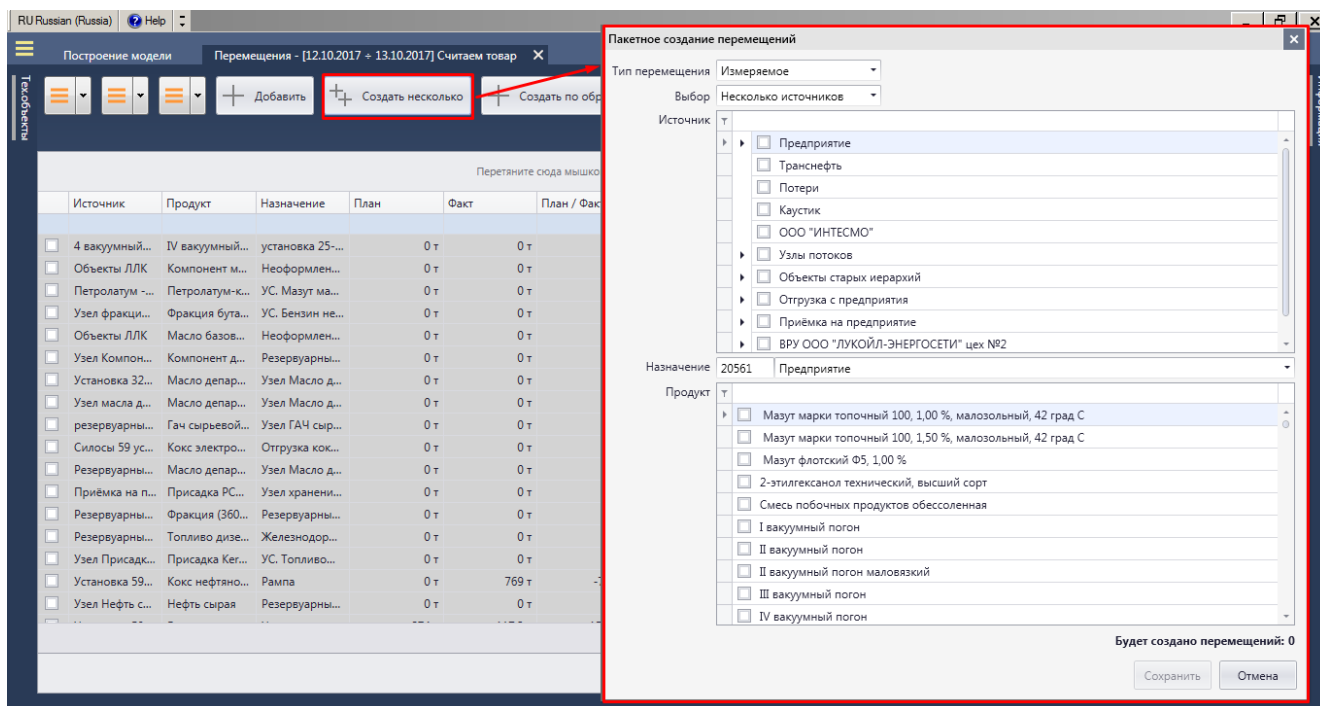 RU Russian (Russia) Help
Построение модели Перемещения - [12.10.2017 ÷ 13.10.2017] Считаем товар X
Тех.объекты
Добавить Создать несколько Создать по обр
Перетяните сюда мышко
Источник Продукт Назначение План Факт План / Фак
4 вакуумный... IV вакуумный... установка 25-... 0 т 0 т
Объекты ЛЛК Компонент м... Неоформлен... 0 т 0 т
Петролатум -... Петролатум-к... УС. Мазут ма... 0 т 0 т
Узел фракци... Фракция бута... УС. Бензин не... 0 т 0 т
Объекты ЛЛК Масло базов... Неоформлен... 0 т 0 т
Узел Компон... Компонент д... Резервуарны... 0 т 0 т
Установка 32... Масло депар... Узел Масло д... 0 т 0 т
Узел масла д... Масло депар... Узел Масло д... 0 т 0 т
резервуарны... Гач сырьевой... Узел ГАЧ сыр... 0 т 0 т
Силосы 59 ус... Кокс электро... Отгрузка кок... 0 т 0 т
Резервуарны... Масло депар... Узел Масло д... 0 т 0 т
Приёмка на п... Присадка РС... Узел хранени... 0 т 0 т
Резервуарны... Фракция (360... Резервуарны... 0 т 0 т
Резервуарны... Топливо дизе... Железнодор... 0 т 0 т
Узел Присадк... Присадка Ker... УС. Топливо... 0 т 0 т
Установка 59... Кокс нефтяно... Рампа 0 т 769 т
Узел Нефть с... Нефть сырая Резервуарны... 0 т 0 т
Пакетное создание перемещений
Тип перемещения Измеряемое
Выбор Несколько источников
Источник
Предприятие
Транснефть
Потери
Каустик
ООО "ИНТЕСМО"
Узлы потоков
Объекты старых иерархий
Отгрузка с предприятия
Приёмка на предприятие
ВРУ ООО "ЛУКОЙЛ-ЭНЕРГОСЕТИ" цех №2
Назначение 20561 Предприятие
Продукт
Мазут марки топочный 100, 1,00 %, малозольный, 42 град С
Мазут марки топочный 100, 1,50 %, малозольный, 42 град С
Мазут флотский Ф5, 1,00 %
2-этилгексанол технический, высший сорт
Смесь побочных продуктов обессоленная
I вакуумный погон
II вакуумный погон
II вакуумный погон маловязкий
III вакуумный погон
IV вакуумный погон
Будет создано перемещений: 0
Сохранить Отмена